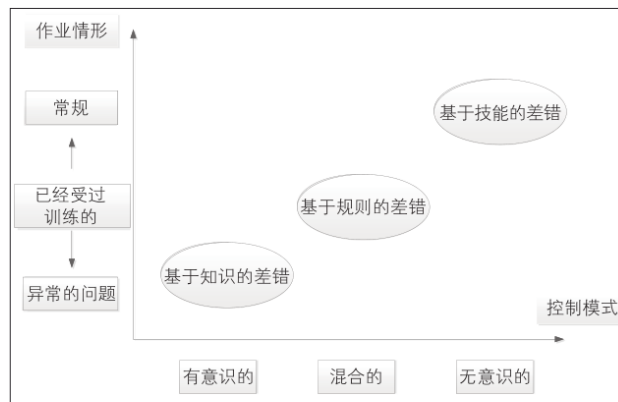 作业情形
常规
基于技能的差错
已经受过
训练的
基于规则的差错
基于知识的差错
异常的问题
控制模式
有意识的
混合的
无意识的